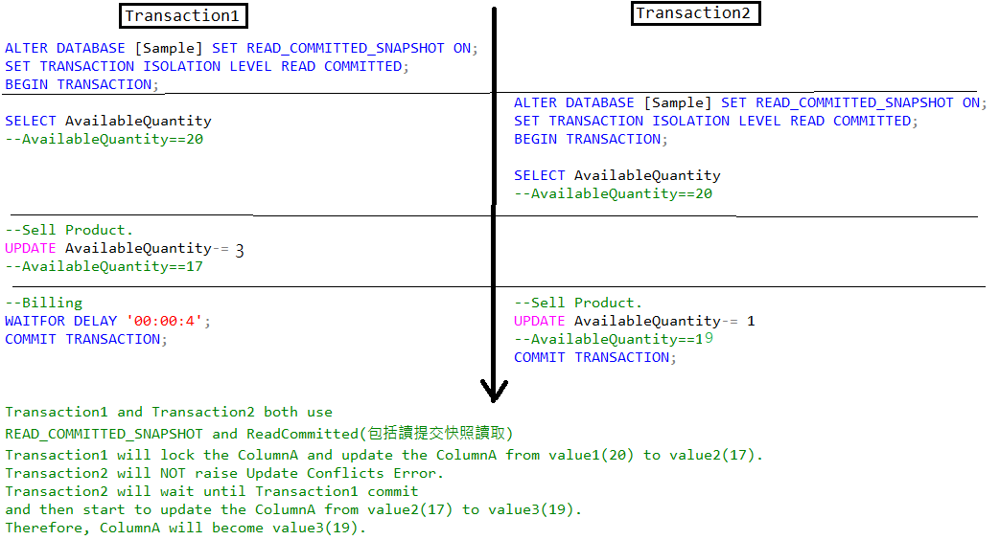 Transaction1
ALTER DATABASE [Sample] SET READ_COMMITTED_SNAPSHOT ON;
SET TRANSACTION ISOLATION LEVEL READ COMMITTED;
BEGIN TRANSACTION;
SELECT AvailableQuantity
--AvailableQuantity==20
--Sell Product.
UPDATE AvailableQuantity-= 3
--AvailableQuantity==17
--Billing
WAITFOR DELAY '00:00:4';
COMMIT TRANSACTION;
Transaction2
ALTER DATABASE [Sample] SET READ_COMMITTED_SNAPSHOT ON;
SET TRANSACTION ISOLATION LEVEL READ COMMITTED;
BEGIN TRANSACTION;
SELECT AvailableQuantity
--AvailableQuantity==20
--Sell Product.
UPDATE AvailableQuantity-= 1
--AvailableQuantity==19
COMMIT TRANSACTION;
Transaction1 and Transaction2 both use
READ_COMMITTED_SNAPSHOT and ReadCommitted(包括讀提交快照讀取)
Transaction1 will lock the ColumnA and update the ColumnA from value1(20) to value2(17).
Transaction2 will NOT raise Update Conflicts Error.
Transaction2 will wait until Transaction1 commit
and then start to update the ColumnA from value2(17) to value3(19).
Therefore, ColumnA will become value3(19).